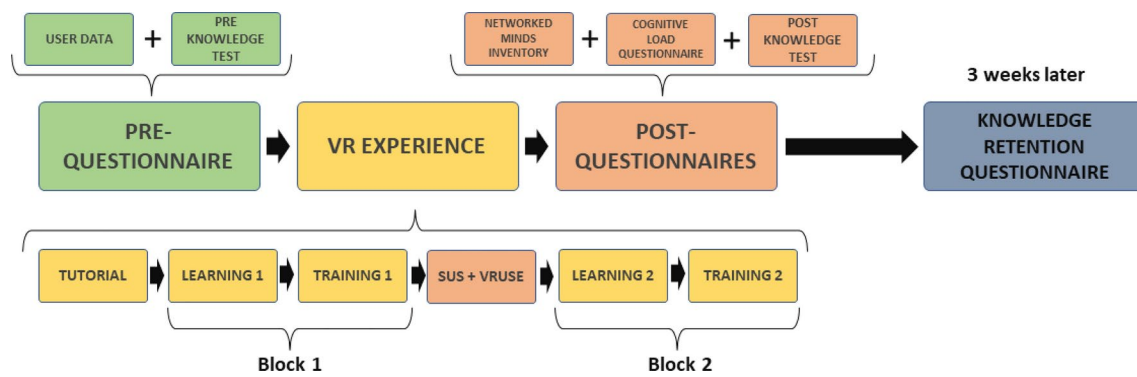 USER DATA
+
PRE
KNOWLEDGE
TEST
NETWORKED
MINDS
INVENTORY
+
COGNITIVE
LOAD
QUESTIONNAIRE
+
POST
KNOWLEDGE
TEST
3 weeks later
PRE-
QUESTIONNAIRE
VR EXPERIENCE
POST-
QUESTIONNAIRES
KNOWLEDGE
RETENTION
QUESTIONNAIRE
TUTORIAL
LEARNING 1
TRAINING 1
SUS + VRUSE
LEARNING 2
TRAINING 2
Block 1
Block 2